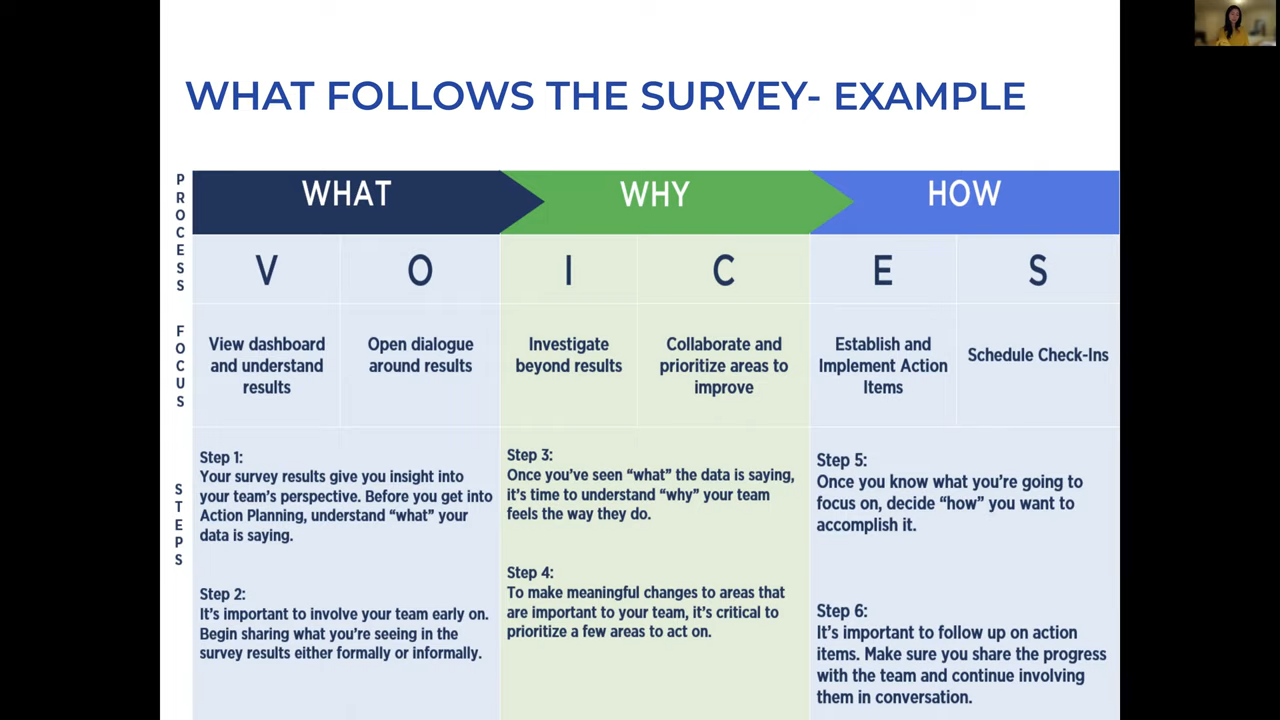 WHAT FOLLOWS THE SURVEY- EXAMPLE
PROCESS
WHAT
WHY
HOW
V
O
I
C
E
S
FOCUS
View dashboard
and understand
results
Open dialogue
around results
Investigate
beyond results
Collaborate and
prioritize areas to
improve
Establish and
Implement Action
Items
Schedule Check-Ins
STEPS
Step 1:
Your survey results give you insight into
your team's perspective. Before you get into
Action Planning, understand “what” your
data is saying.
Step 2:
It's important to involve your team early on.
Begin sharing what you're seeing in the
survey results either formally or informally.
Step 3:
Once you've seen “what” the data is saying,
it's time to understand “why” your team
feels the way they do.
Step 4:
To make meaningful changes to areas that
are important to your team, it's critical to
prioritize a few areas to act on.
Step 5:
Once you know what you're going to
focus on, decide “how” you want to
accomplish it.
Step 6:
It's important to follow up on action
items. Make sure you share the progress
with the team and continue involving
them in conversation.